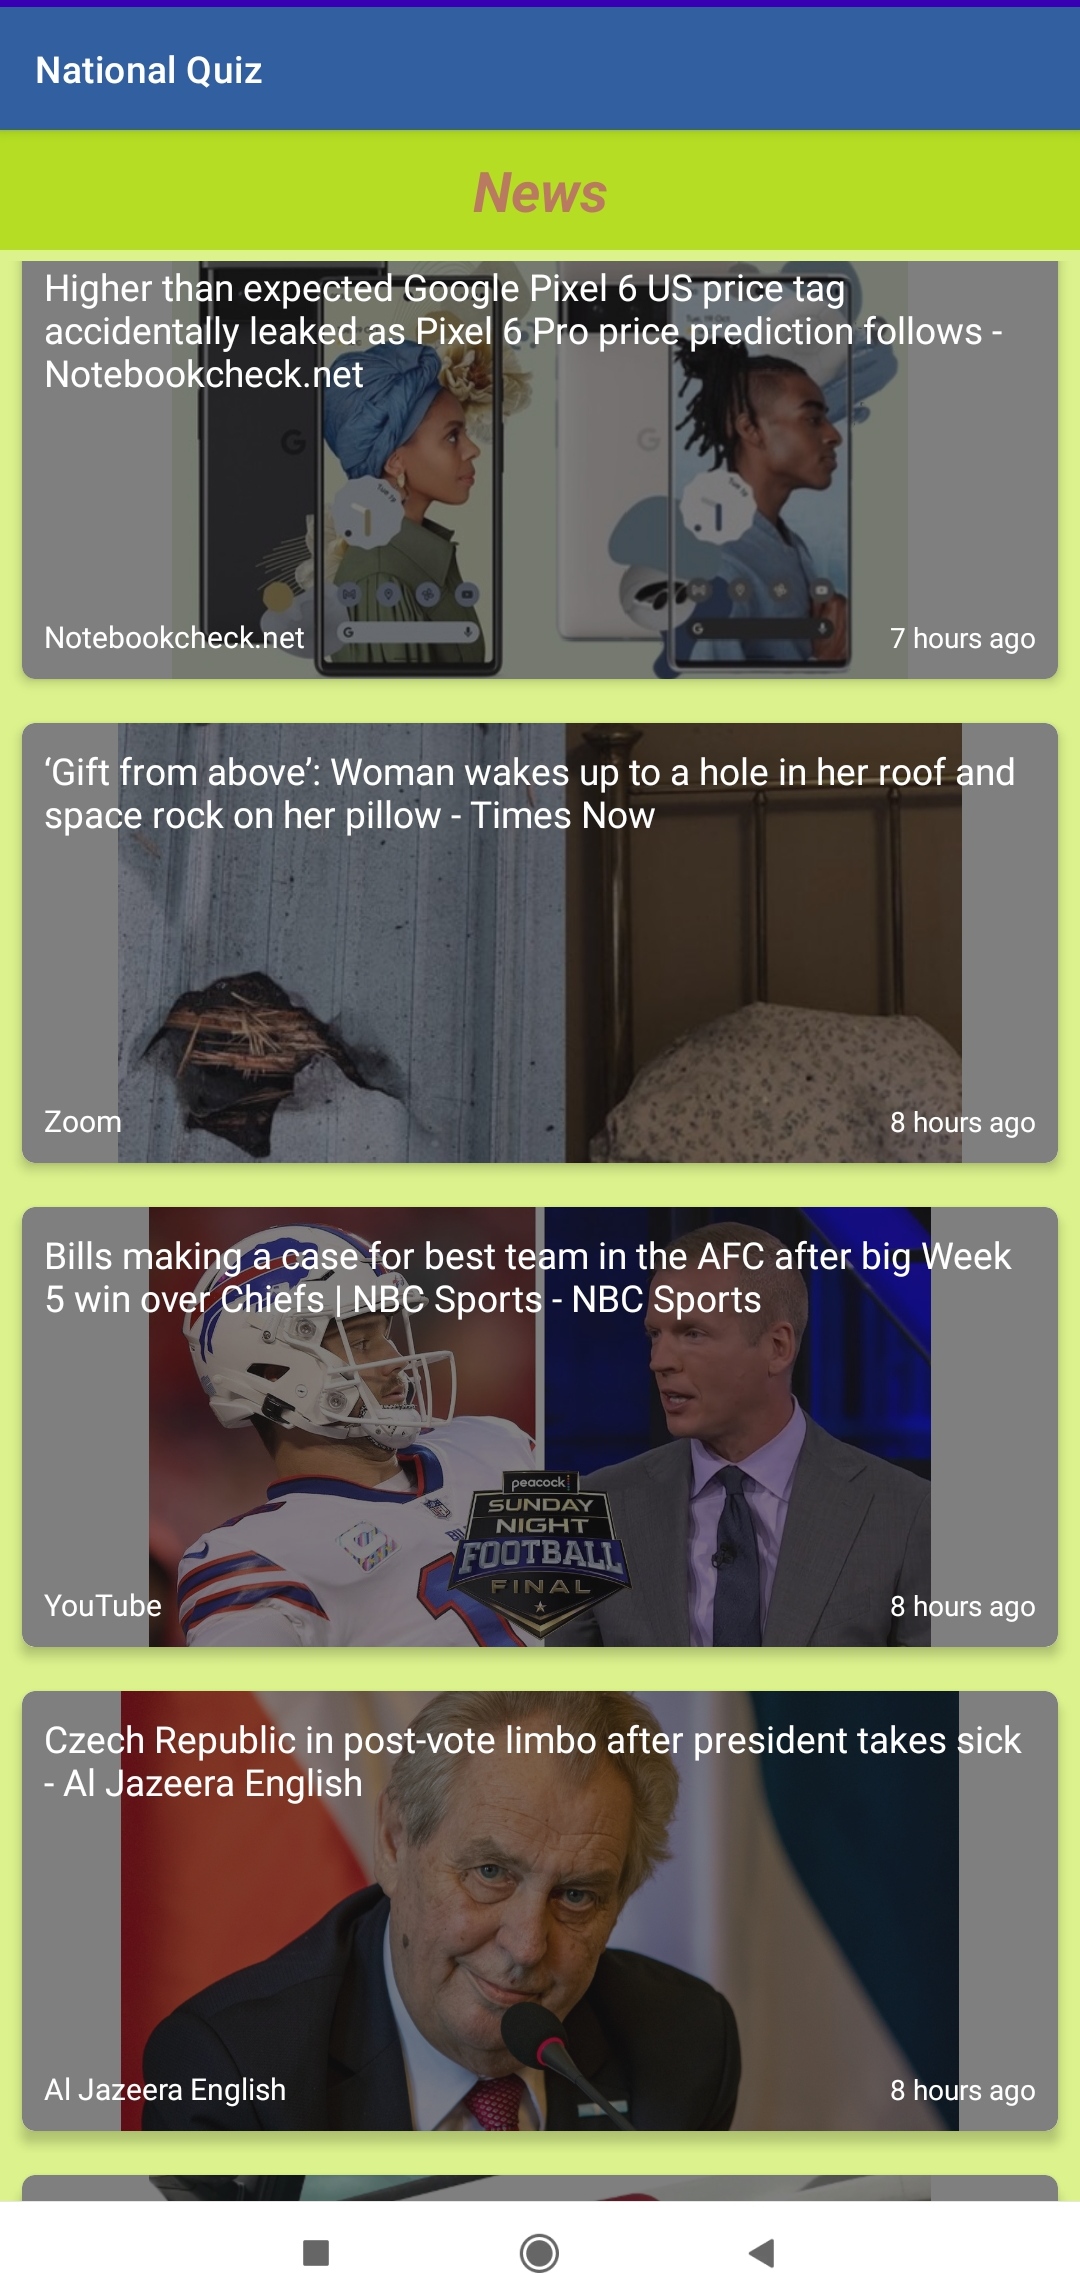 National Quiz
News
Higher than expected Google Pixel 6 US price tag
accidentally leaked as Pixel 6 Pro price prediction follows -
Notebookcheck.net
Notebookcheck.net
7 hours ago
‘Gift from above’: Woman wakes up to a hole in her roof and
space rock on her pillow - Times Now
Zoom
8 hours ago
Bills making a case for best team in the AFC after big Week
5 win over Chiefs | NBC Sports - NBC Sports
peacock
SUNDAY
NIGHT
FOOTBALL
FINAL
YouTube
8 hours ago
Czech Republic in post-vote limbo after president takes sick
- Al Jazeera English
Al Jazeera English
8 hours ago